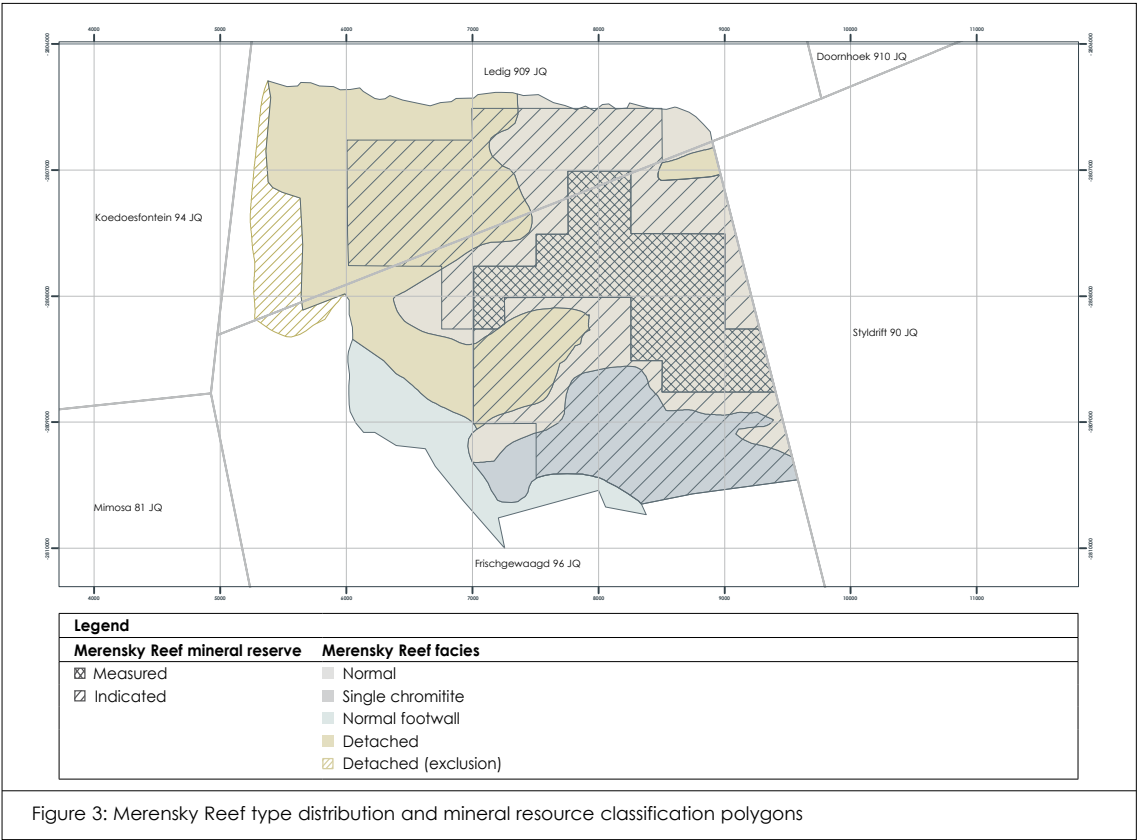 4000 5000 6000 7000 8000 9000 10000 11000
Doornhoek 910 JQ
Ledig 909 JQ
Koedoesfontein 94 JQ
Styldrift 90 JQ
Mimosa 81 JQ
Frischgewaagd 96 JQ
4000 5000 6000 7000 8000 9000 10000 11000
Legend
Merensky Reef mineral reserve Merensky Reef facies
Measured Normal
Indicated Single chromitite
Normal footwall
Detached
Detached (exclusion)
Figure 3: Merensky Reef type distribution and mineral resource classification polygons